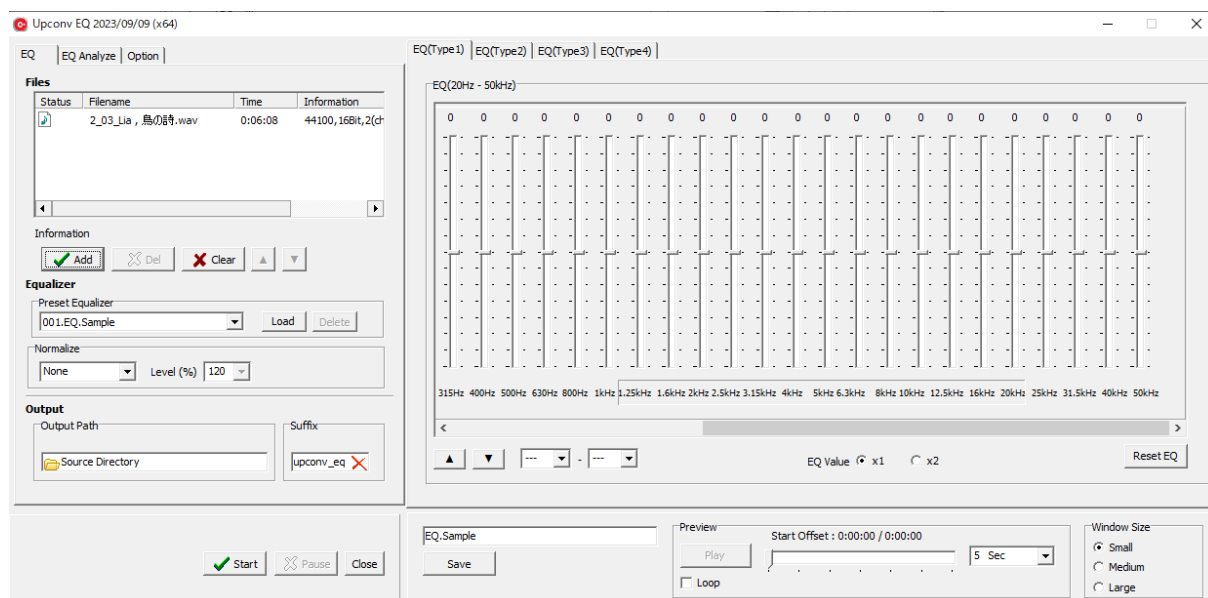 Upconv EQ 2023/09/09 (x64)
EQ EQ Analyze Option
Files
Status Filename Time Information
2_03_Lia , 鳥の詩.wav 0:06:08 44100,16Bit,2(ch
Information
Add Del Clear ▲ ▼
Equalizer
Preset Equalizer
001.EQ.Sample Load Delete
Normalize
None Level (%) 120
Output
Output Path
Source Directory
Suffix
upconv_eq
Start Pause Close
EQ(Type1) EQ(Type2) EQ(Type3) EQ(Type4)
EQ(20Hz - 50kHz)
0 0 0 0 0 0 0 0 0 0 0 0 0 0 0 0 0 0 0 0 0 0 0
315Hz 400Hz 500Hz 630Hz 800Hz 1kHz 1.25kHz 1.6kHz 2kHz 2.5kHz 3.15kHz 4kHz 5kHz 6.3kHz 8kHz 10kHz 12.5kHz 16kHz 20kHz 25kHz 31.5kHz 40kHz 50kHz
▲ ▼ --- - --- EQ Value x1 x2 Reset EQ
EQ.Sample
Save
Preview
Start Offset : 0:00:00 / 0:00:00
Play 5 Sec
Loop
Window Size
Small
Medium
Large